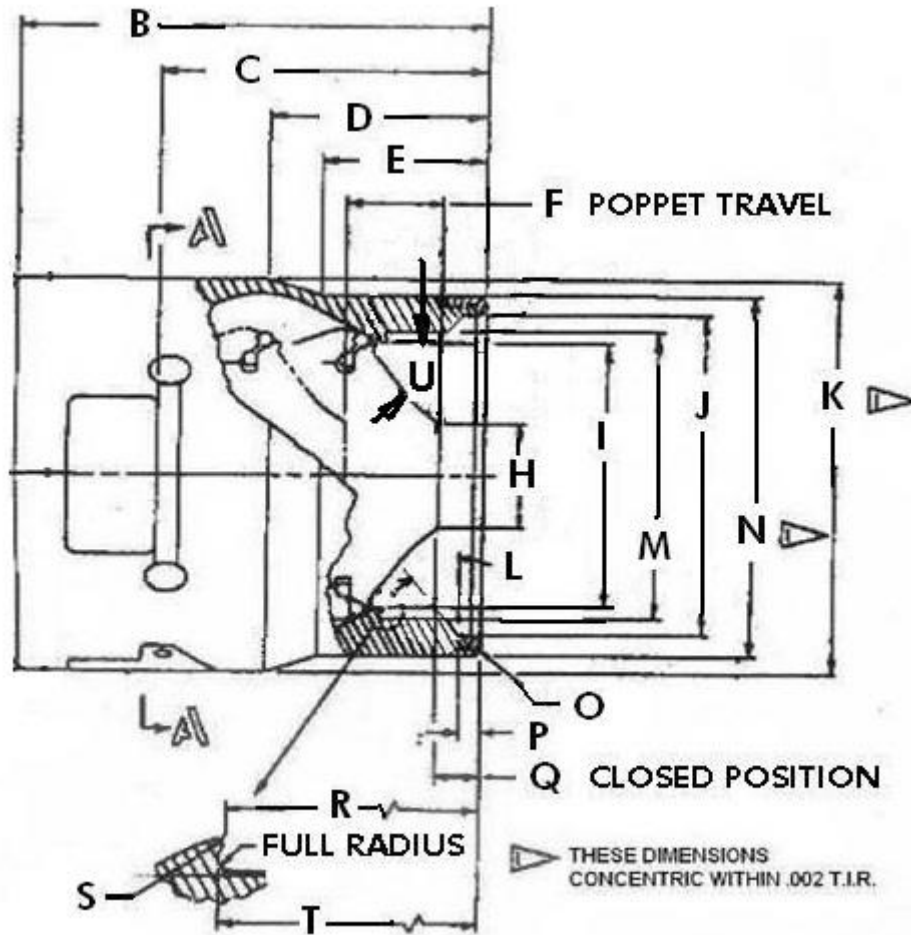 B
C
D
E
F POPPET TRAVEL
A
U
K
J
I
H
N
M
L
O
A
P
Q CLOSED POSITION
R
FULL RADIUS
THESE DIMENSIONS
CONCENTRIC WITHIN .002 T.I.R.
S
T